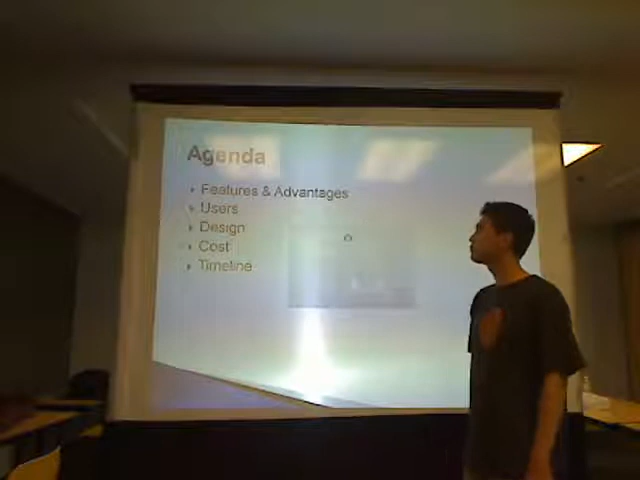 Agenda
Features & Advantages
Users
Design
Cost
Timeline